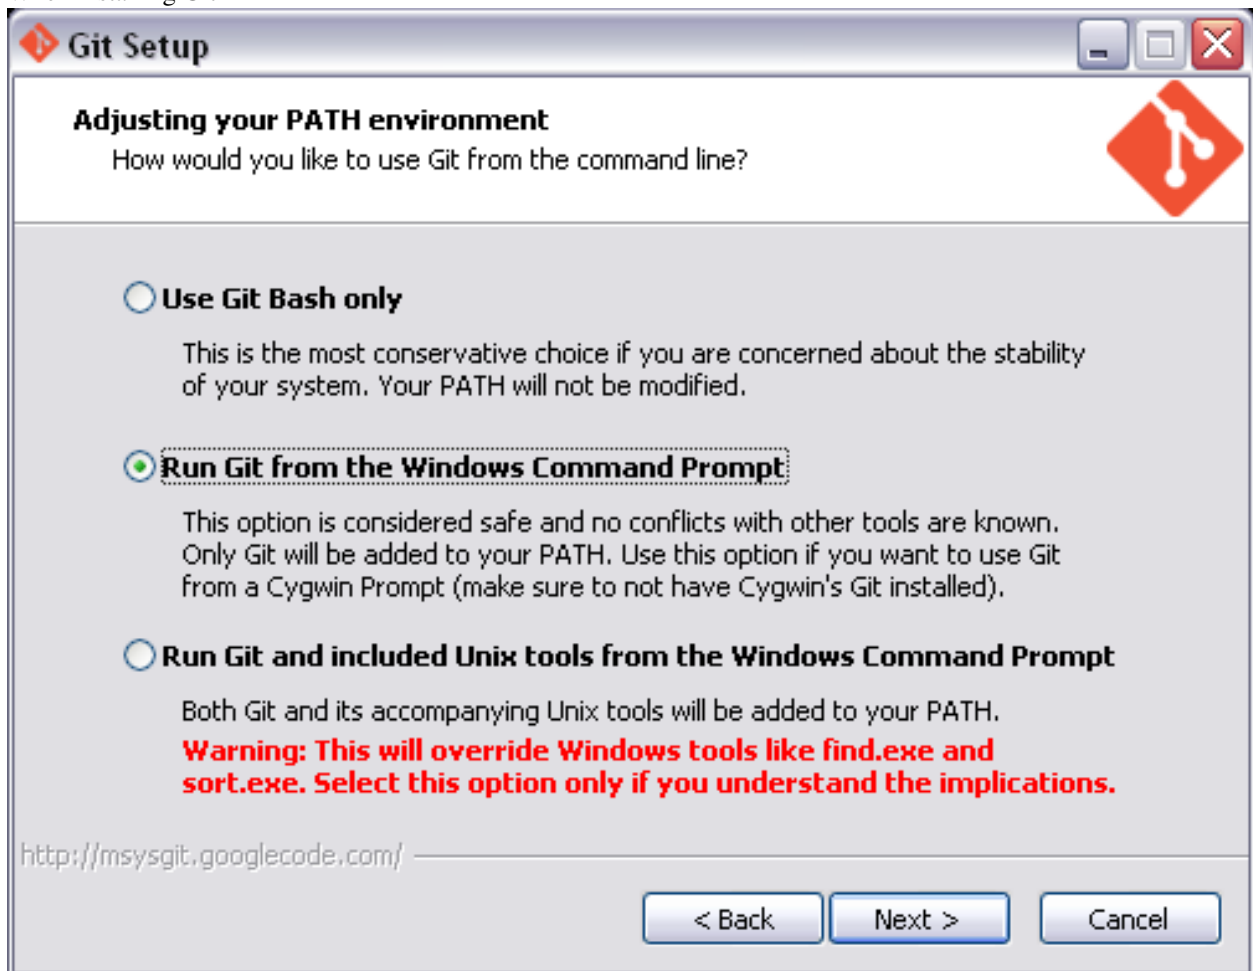 Git Setup
Adjusting your PATH environment
How would you like to use Git from the command line?
Use Git Bash only
This is the most conservative choice if you are concerned about the stability
of your system. Your PATH will not be modified.
Run Git from the Windows Command Prompt
This option is considered safe and no conflicts with other tools are known.
Only Git will be added to your PATH. Use this option if you want to use Git
from a Cygwin Prompt (make sure to not have Cygwin's Git installed).
Run Git and included Unix tools from the Windows Command Prompt
Both Git and its accompanying Unix tools will be added to your PATH.
Warning: This will override Windows tools like find.exe and
sort.exe. Select this option only if you understand the implications.
http://msysgit.googlecode.com/
< Back Next > Cancel